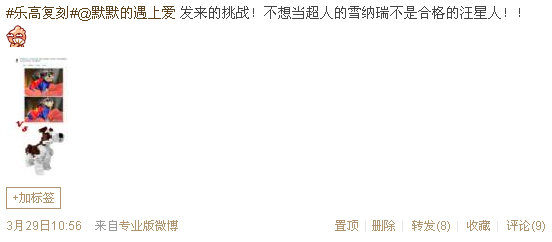 #乐高复刻#@默默的遇上爱 发来的挑战！不想当超人的雪纳瑞不是合格的汪星人！！
VS
+加标签
3月29日10:56 来自专业版微博 置顶 | 删除 | 转发(8) | 收藏 | 评论(9)